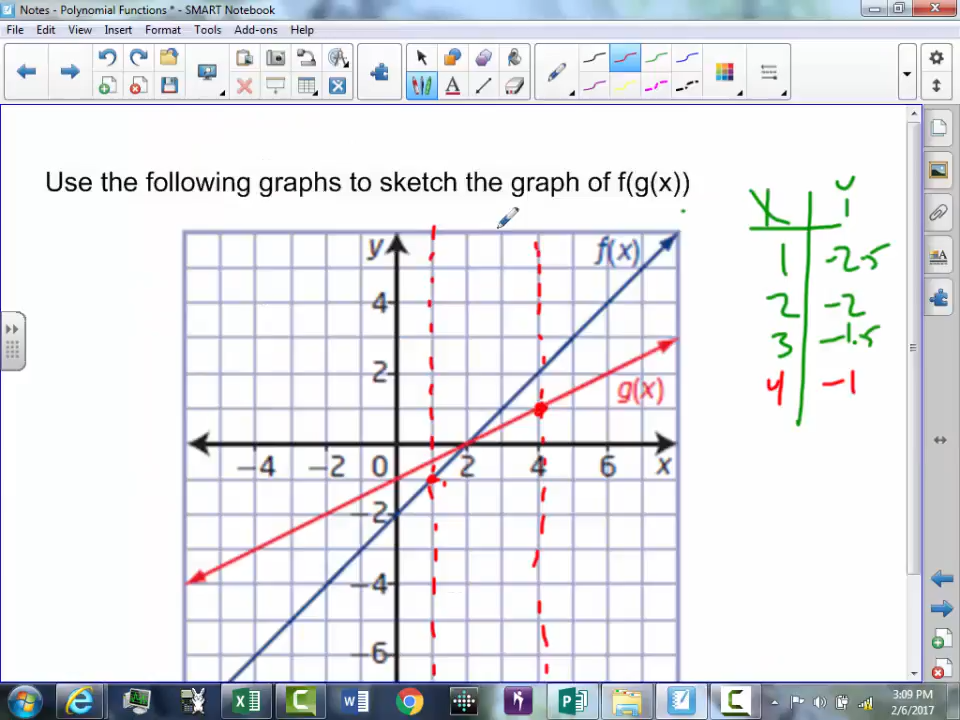 Notes - Polynomial Functions * - SMART Notebook
File Edit View Insert Format Tools Add-ons Help
Use the following graphs to sketch the graph of f(g(x))
x y
1 -2.5
2 -2
3 -1.5
4 -1
y f(x)
4
2
g(x)
-4 -2 0 2 4 6 x
-2
-4
-6
3:09 PM
2/6/2017